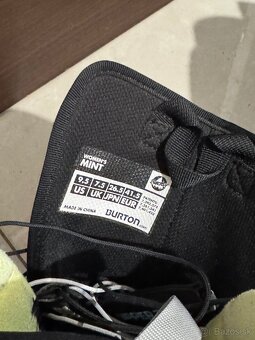 WOMEN'S
MINT
9.5 7.5 26.5 41.5
US UK JPN EUR
MADE IN CHINA
BURTON.COM
Bazos.sk